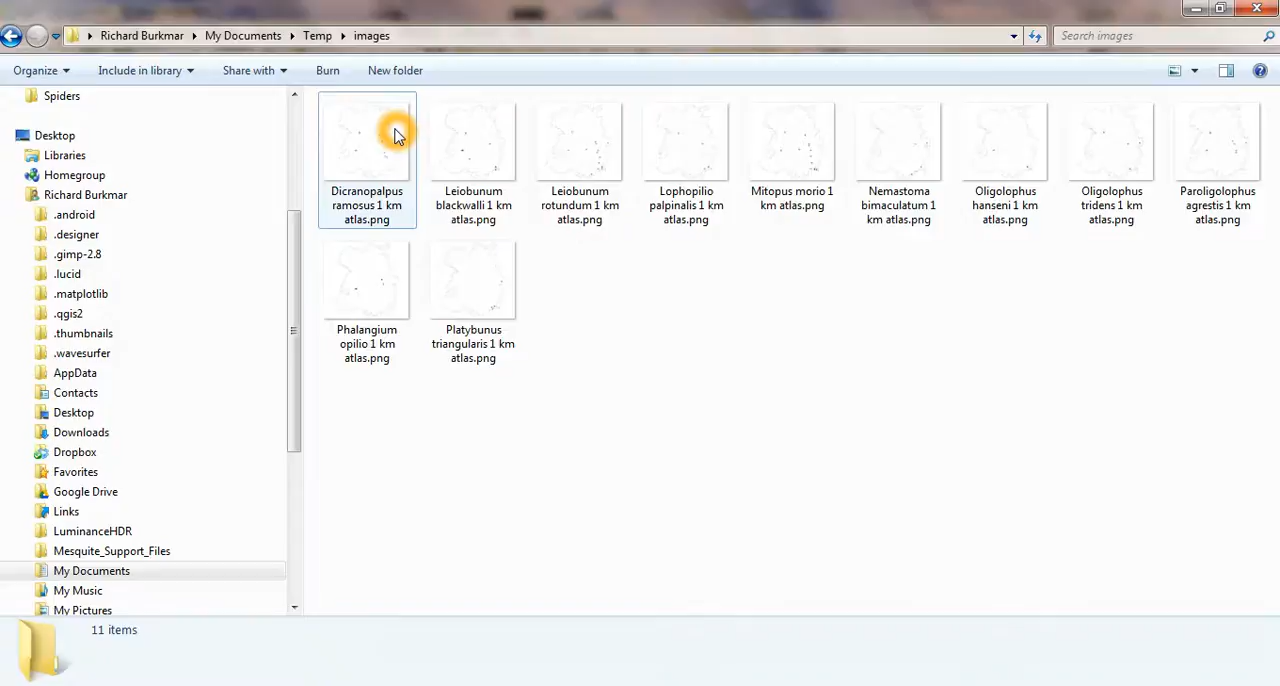 Richard Burkmar My Documents Temp images Search images
Organize Include in library Share with Burn New folder
Spiders
Desktop
Libraries
Homegroup
Richard Burkmar
.android
.designer
.gimp-2.8
.lucid
.matplotlib
.qgis2
.thumbnails
.wavesurfer
AppData
Contacts
Desktop
Downloads
Dropbox
Favorites
Google Drive
Links
LuminanceHDR
Mesquite_Support_Files
My Documents
My Music
My Pictures
Dicranopalpus
ramosus 1 km
atlas.png
Leiobunum
blackwalli 1 km
atlas.png
Leiobunum
rotundum 1 km
atlas.png
Lophopilio
palpinalis 1 km
atlas.png
Mitopus morio 1
km atlas.png
Nemastoma
bimaculatum 1
km atlas.png
Oligolophus
hanseni 1 km
atlas.png
Oligolophus
tridens 1 km
atlas.png
Paroligolophus
agrestis 1 km
atlas.png
Phalangium
opilio 1 km
atlas.png
Platybunus
triangularis 1 km
atlas.png
11 items